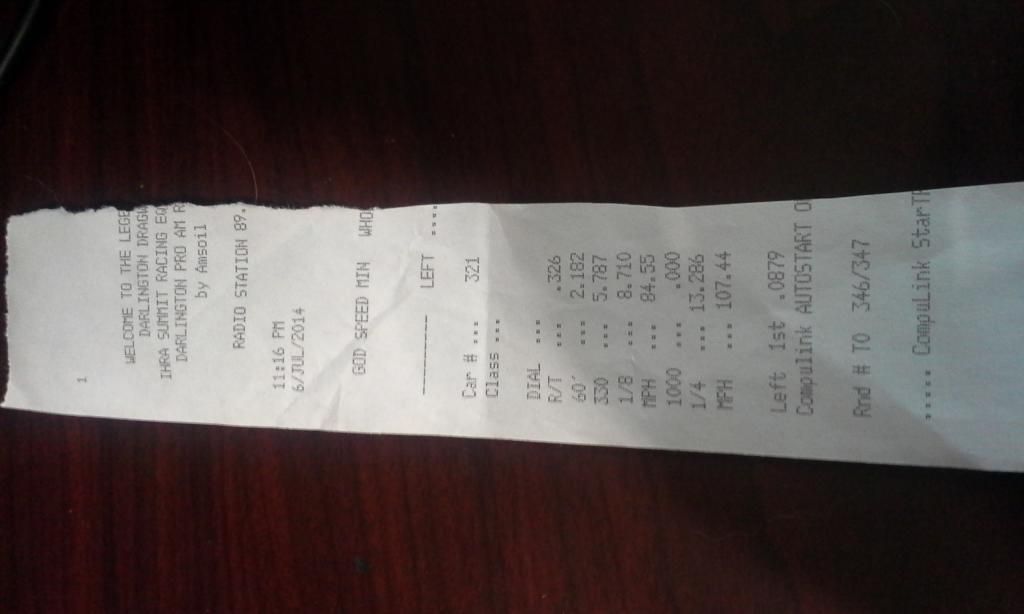 1
WELCOME TO THE LEGE
DARLINGTON DRAGW
IHRA SUMMIT RACING EQ
DARLINGTON PRO AM R
by Amsoil
RADIO STATION 89.
11:16 PM
6/JUL/2014
GOD SPEED MIN WHO
---------- LEFT ****
Car # *** 321
Class ***
DIAL ***
R/T *** .326
60' *** 2.182
330 *** 5.787
1/8 *** 8.710
MPH *** 84.55
1000 *** .000
1/4 *** 13.286
MPH *** 107.44
Left 1st .0879
Compulink AUTOSTART O
Rnd # TO 346/347
***** CompuLink StarTR